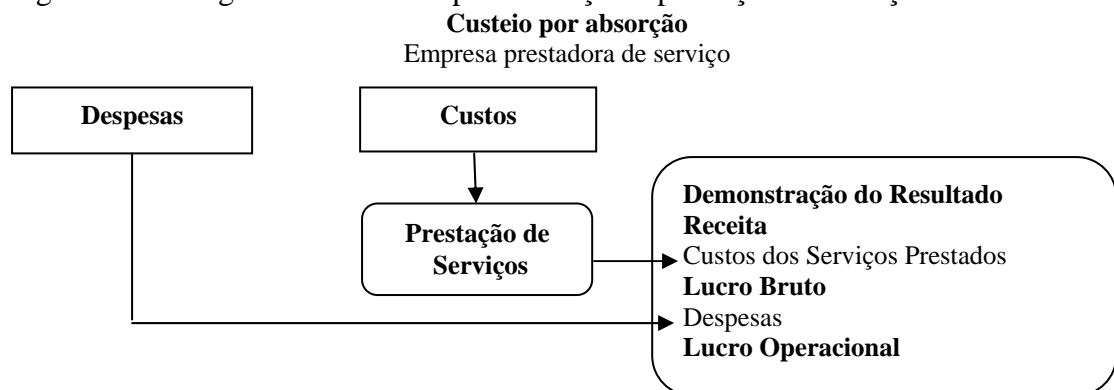 Custeio por absorção
Empresa prestadora de serviço
Despesas
Custos
Prestação de
Serviços
Demonstração do Resultado
Receita
Custos dos Serviços Prestados
Lucro Bruto
Despesas
Lucro Operacional